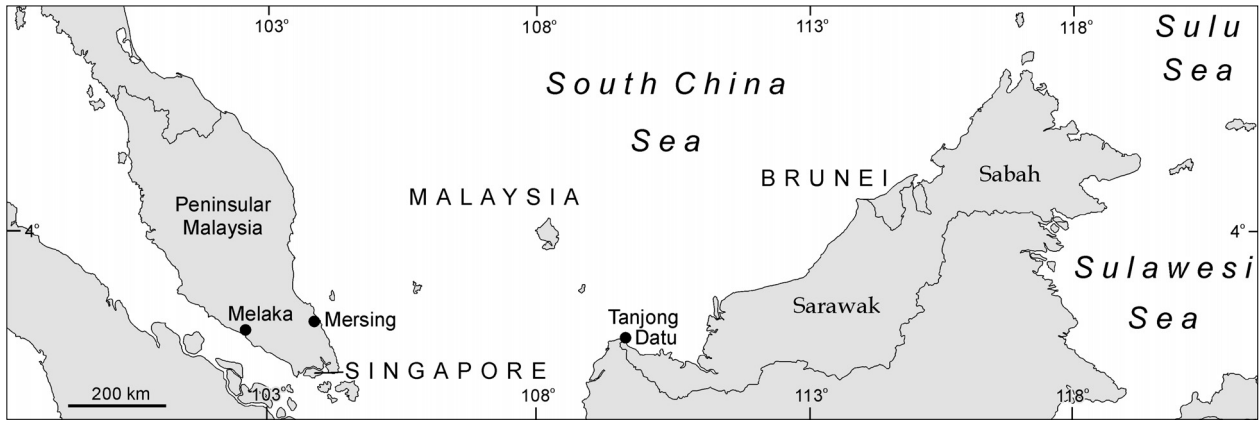 103°
108°
113°
118°
Sulu
Sea
South China
Sea
BRUNEI
Sabah
MALAYSIA
Peninsular
Malaysia
4°
4°
Sulawesi
Sea
Sarawak
Melaka
Mersing
Tanjong
Datu
SINGAPORE
200 km
103°
108°
113°
118°